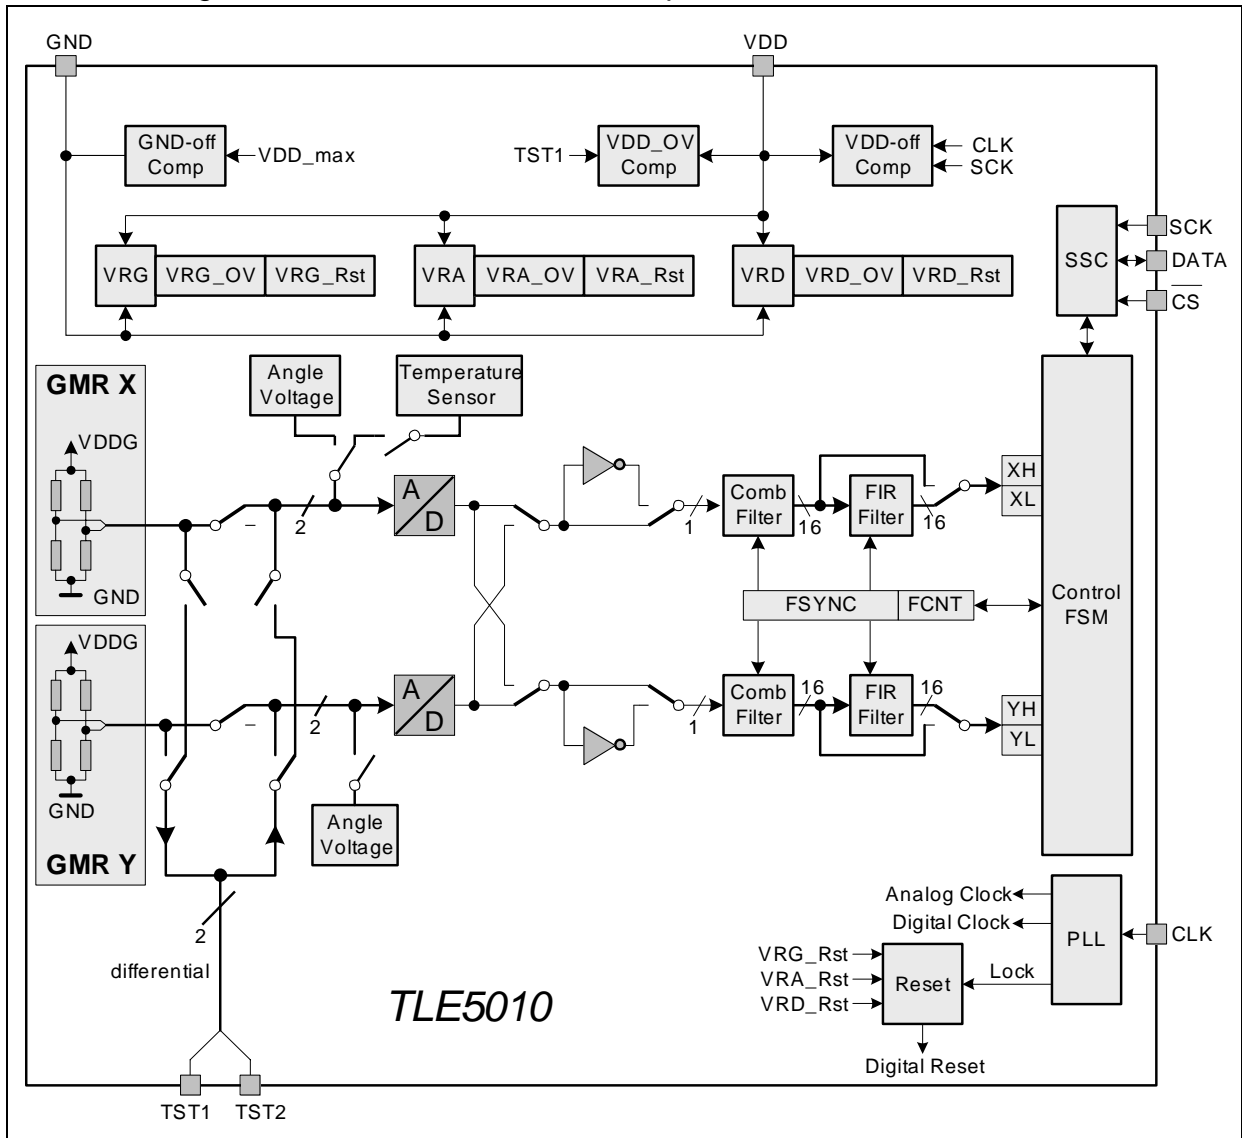 GND
VDD
GND-off
Comp
VDD_max
TST1
VDD_OV
Comp
VDD-off
Comp
CLK
SCK
VRG
VRG_OV
VRG_Rst
VRA
VRA_OV
VRA_Rst
VRD
VRD_OV
VRD_Rst
SSC
SCK
DATA
CS
GMR X
VDDG
GND
Angle
Voltage
Temperature
Sensor
2
A
D
1
Comb
Filter
16
FIR
Filter
16
XH
XL
FSYNC
FCNT
Control
FSM
VDDG
GND
GMR Y
2
A
D
Angle
Voltage
1
Comb
Filter
16
FIR
Filter
16
YH
YL
2
differential
TLE5010
TST1
TST2
Analog Clock
Digital Clock
PLL
CLK
Lock
VRG_Rst
VRA_Rst
VRD_Rst
Reset
Digital Reset